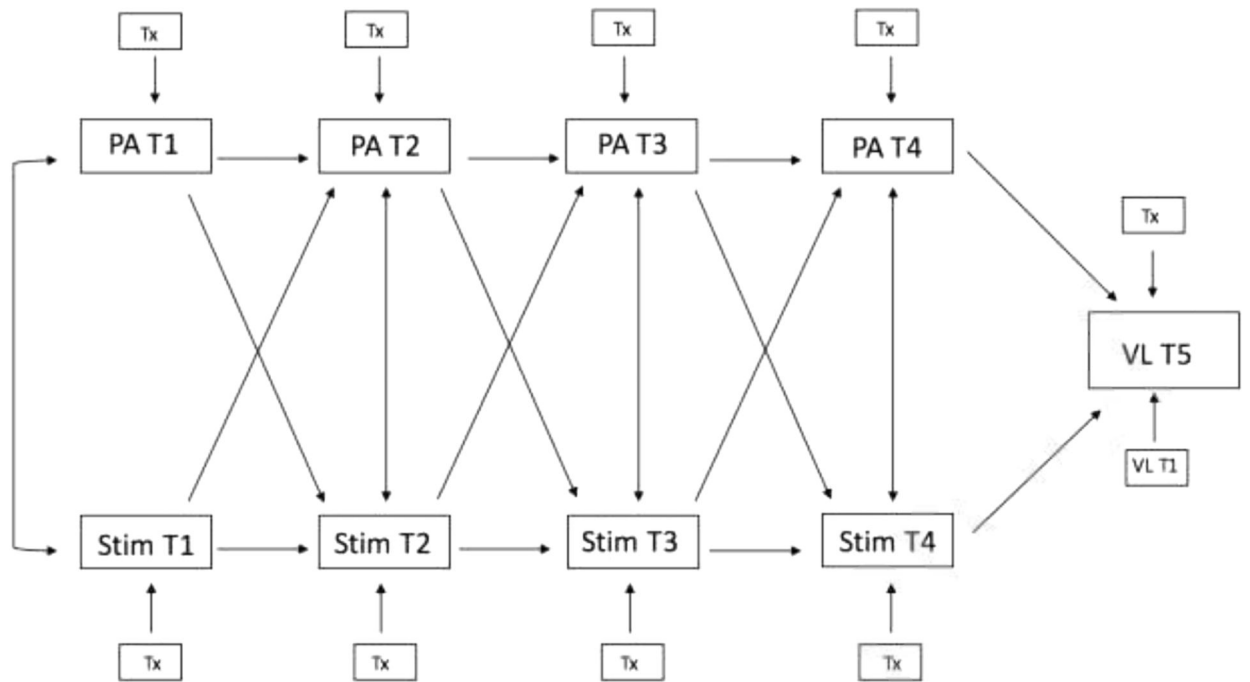 Tx
Tx
Tx
Tx
PA T1
PA T2
PA T3
PA T4
Tx
VL T5
VL T1
Stim T1
Stim T2
Stim T3
Stim T4
Tx
Tx
Tx
Tx